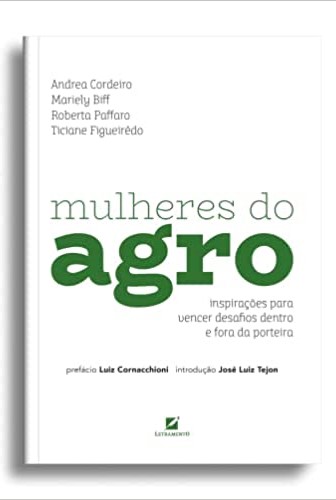 Andrea Cordeiro
Mariely Biff
Roberta Paffaro
Ticiane Figueirêdo
mulheres do
agro
inspirações para
vencer desafios dentro
e fora da porteira
prefácio Luiz Cornacchioni introdução José Luiz Tejon
LETRAMENTO